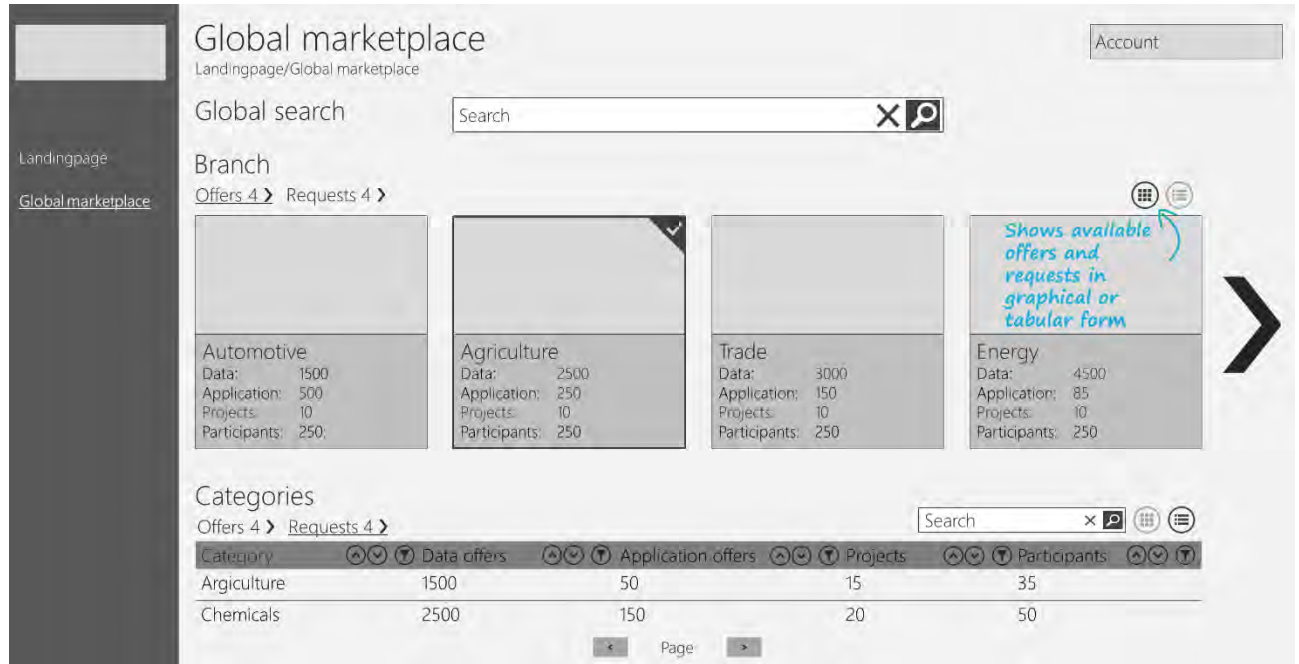 Global marketplace
Landingpage/Global marketplace
Account
Global search
Search
Landingpage
Global marketplace
Branch
Offers 4 Requests 4
Shows available
offers and
requests in
graphical or
tabular form
Automotive
Data: 1500
Application: 500
Projects: 10
Participants: 250
Agriculture
Data: 2500
Application: 250
Projects: 10
Participants: 250
Trade
Data: 3000
Application: 150
Projects: 10
Participants: 250
Energy
Data: 4500
Application: 85
Projects: 10
Participants: 250
Categories
Offers 4 Requests 4
Search
Category Data offers Application offers Projects Participants
Argiculture 1500 50 15 35
Chemicals 2500 150 20 50
< Page >